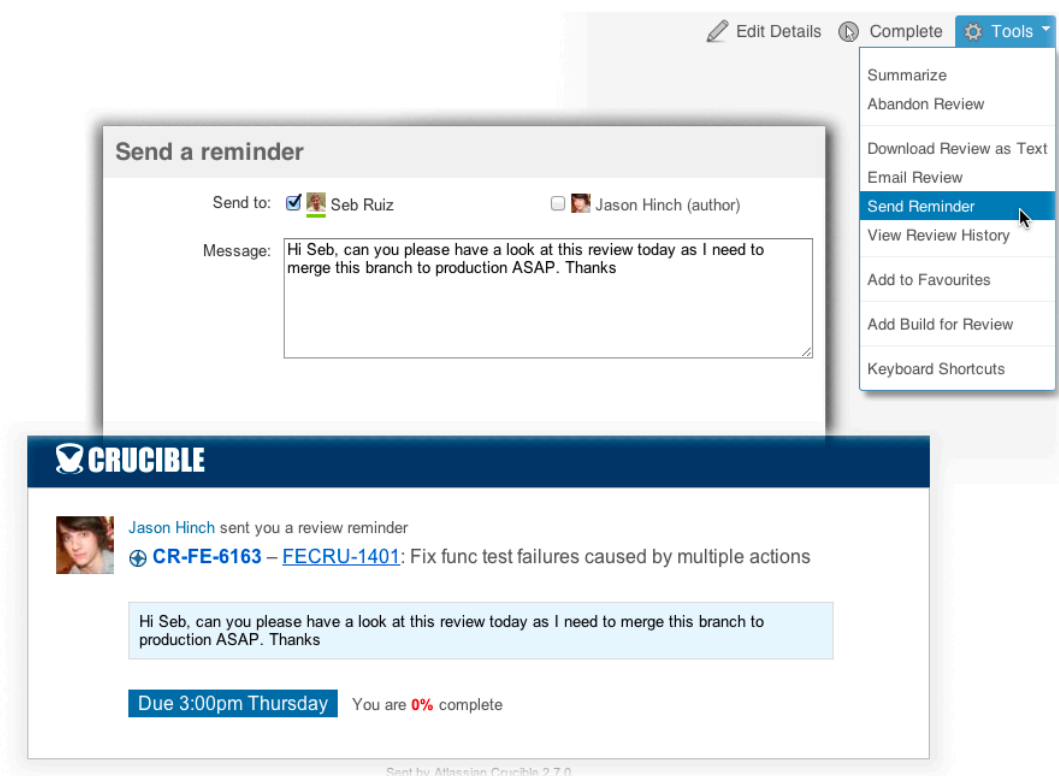 Edit Details
Complete
Tools
Summarize
Abandon Review
Download Review as Text
Email Review
Send Reminder
View Review History
Add to Favourites
Add Build for Review
Keyboard Shortcuts
Send a reminder
Send to: Seb Ruiz Jason Hinch (author)
Message: Hi Seb, can you please have a look at this review today as I need to
merge this branch to production ASAP. Thanks
CRUCIBLE
Jason Hinch sent you a review reminder
CR-FE-6163 – FECRU-1401: Fix func test failures caused by multiple actions
Hi Seb, can you please have a look at this review today as I need to merge this branch to
production ASAP. Thanks
Due 3:00pm Thursday You are 0% complete
Sent by Atlassian Crucible 2.7.0